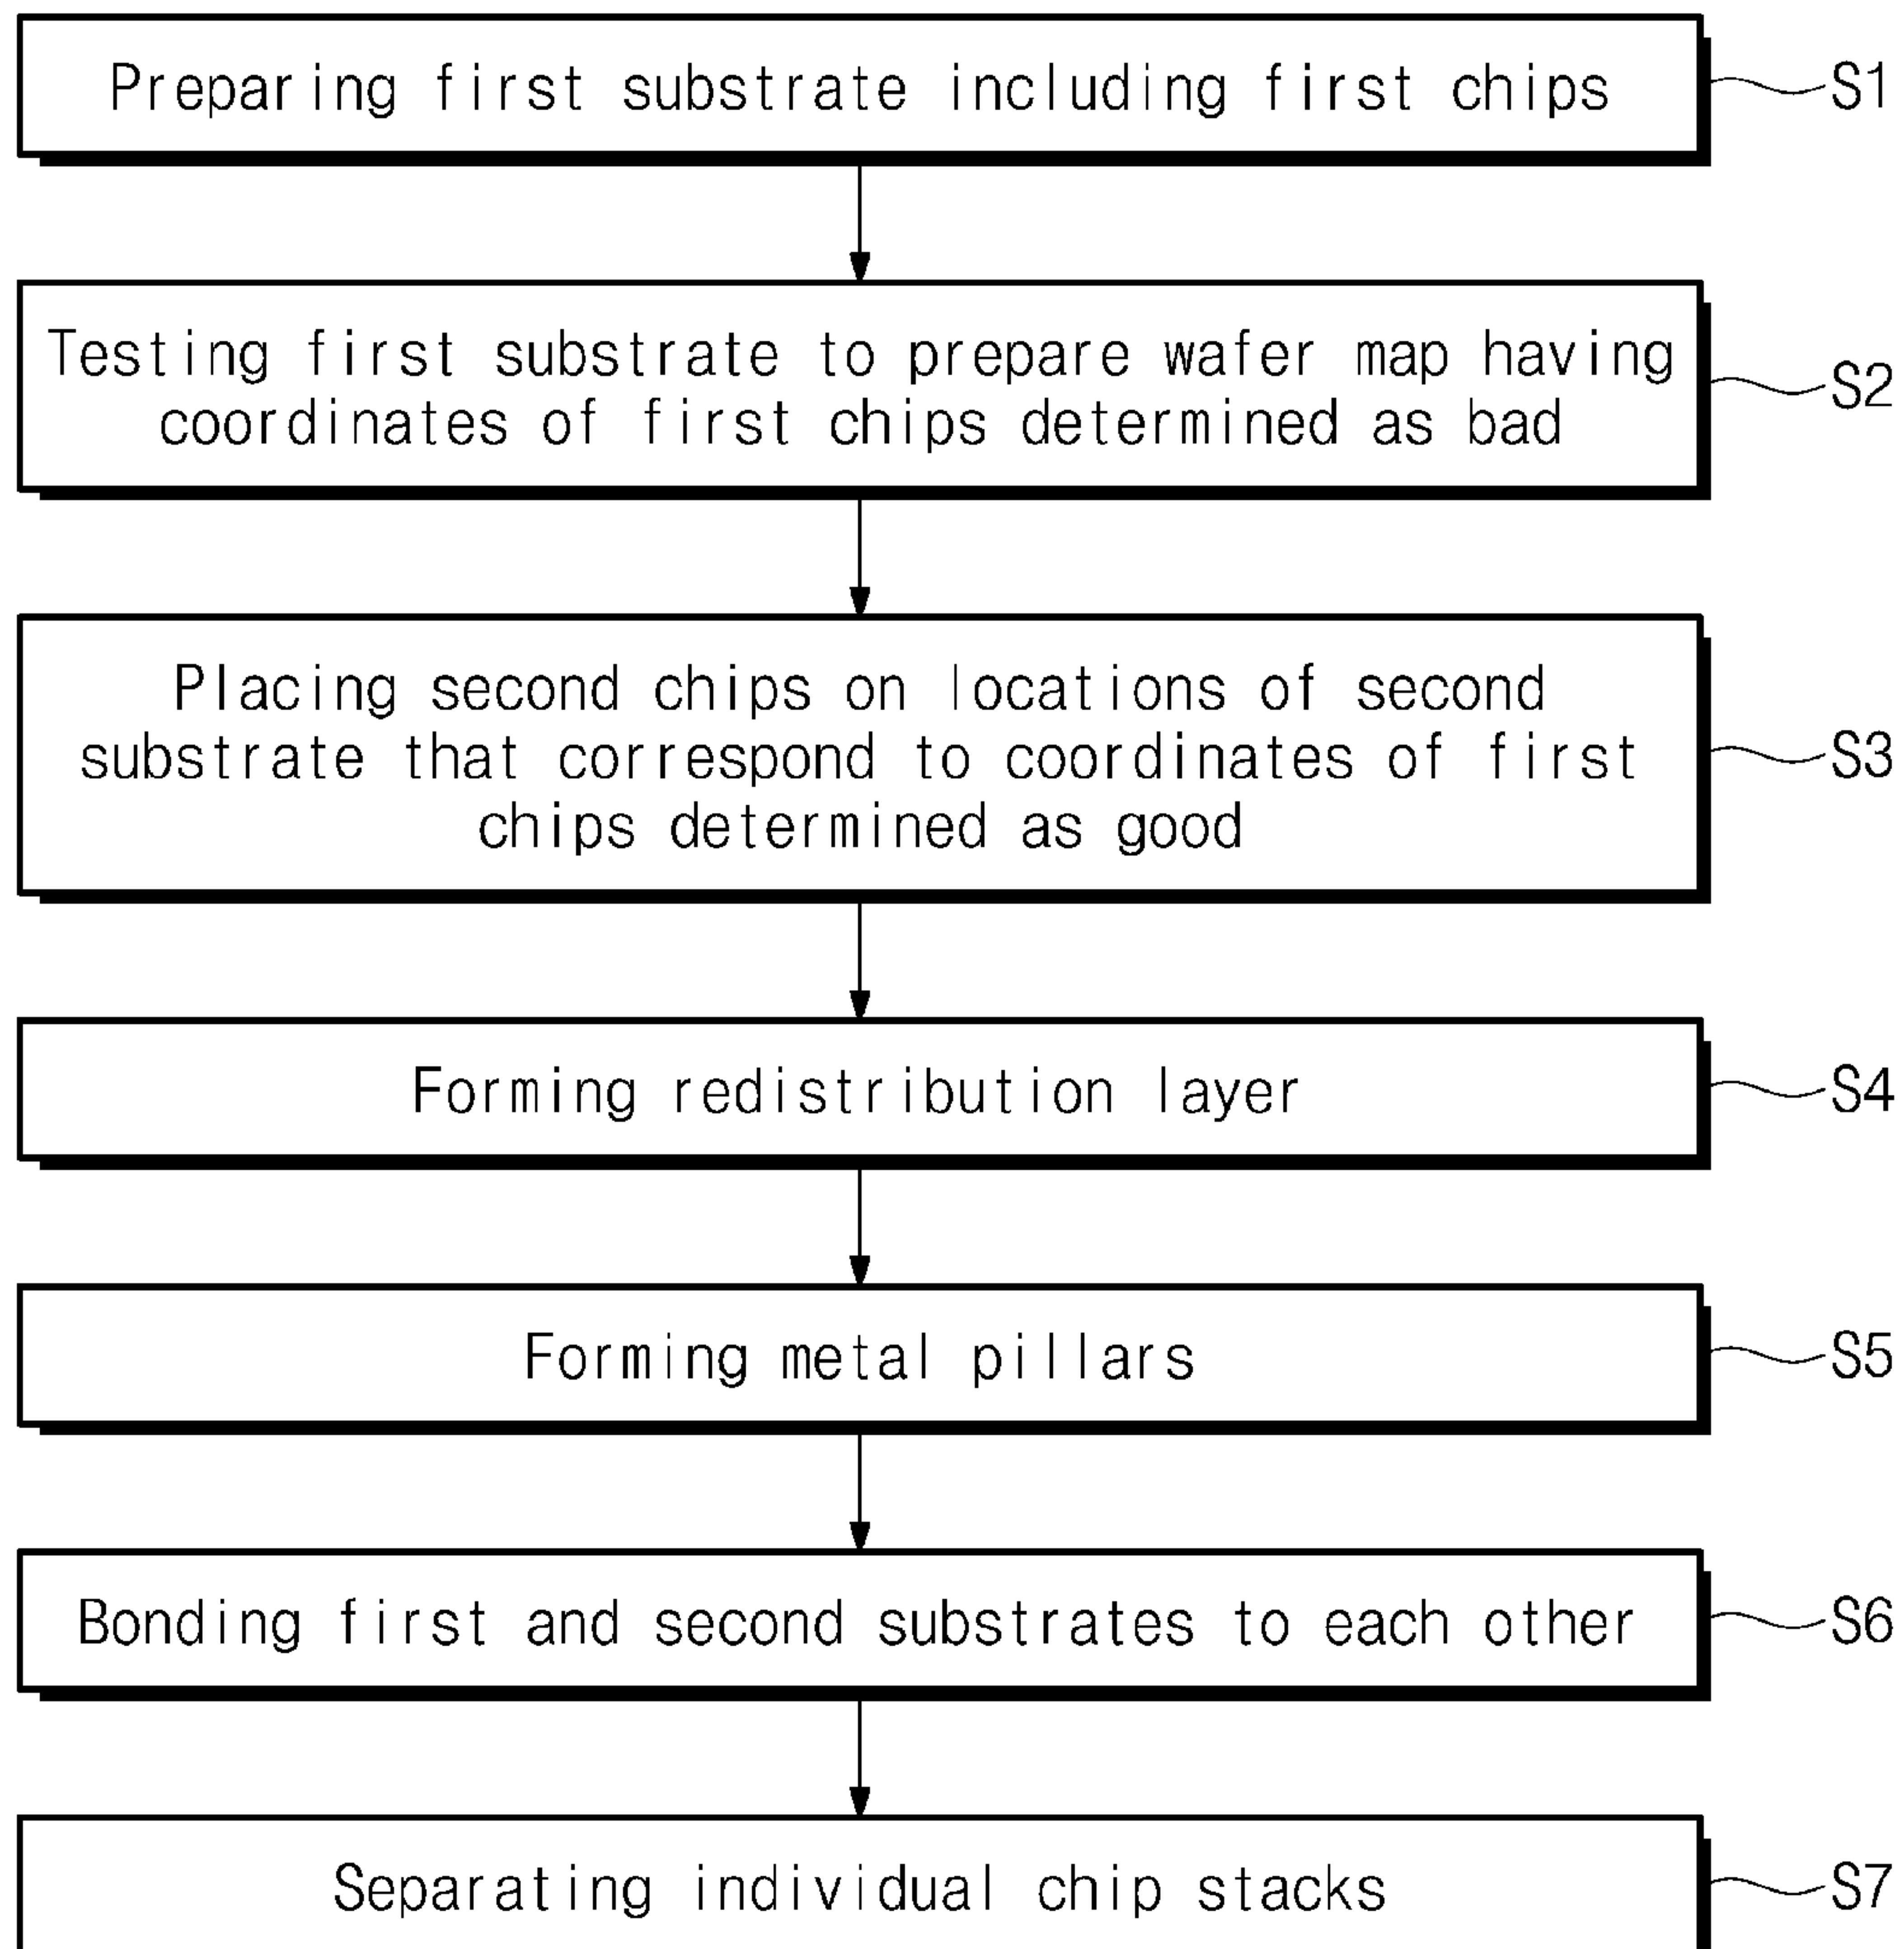 Preparing first substrate including first chips
S1
Testing first substrate to prepare wafer map having
coordinates of first chips determined as bad
S2
Placing second chips on locations of second
substrate that correspond to coordinates of first
chips determined as good
S3
Forming redistribution layer
S4
Forming metal pillars
S5
Bonding first and second substrates to each other
S6
Separating individual chip stacks
S7